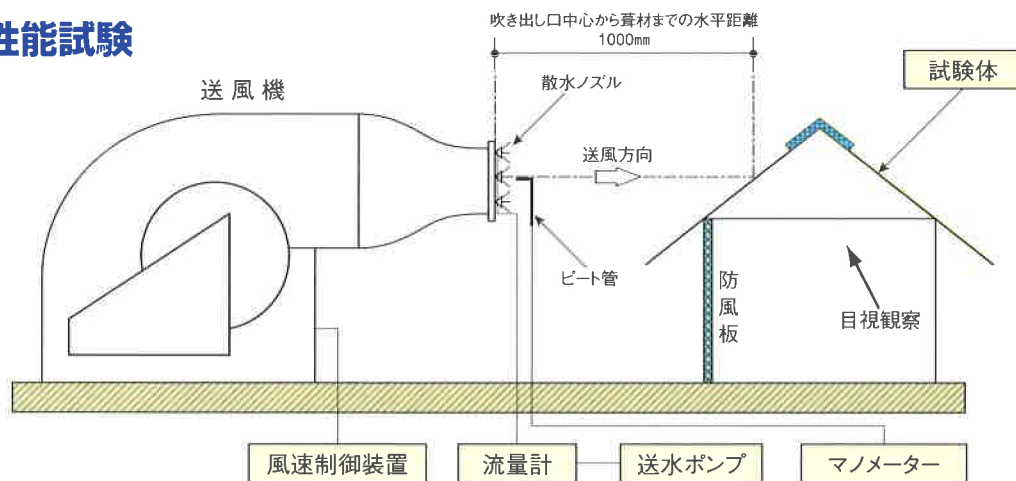 性能試験
吹き出し口中心から葺材までの水平距離
1000mm
送風機
散水ノズル
試験体
送風方向
ピート管
防風板
目視観察
風速制御装置
流量計
送水ポンプ
マノメーター